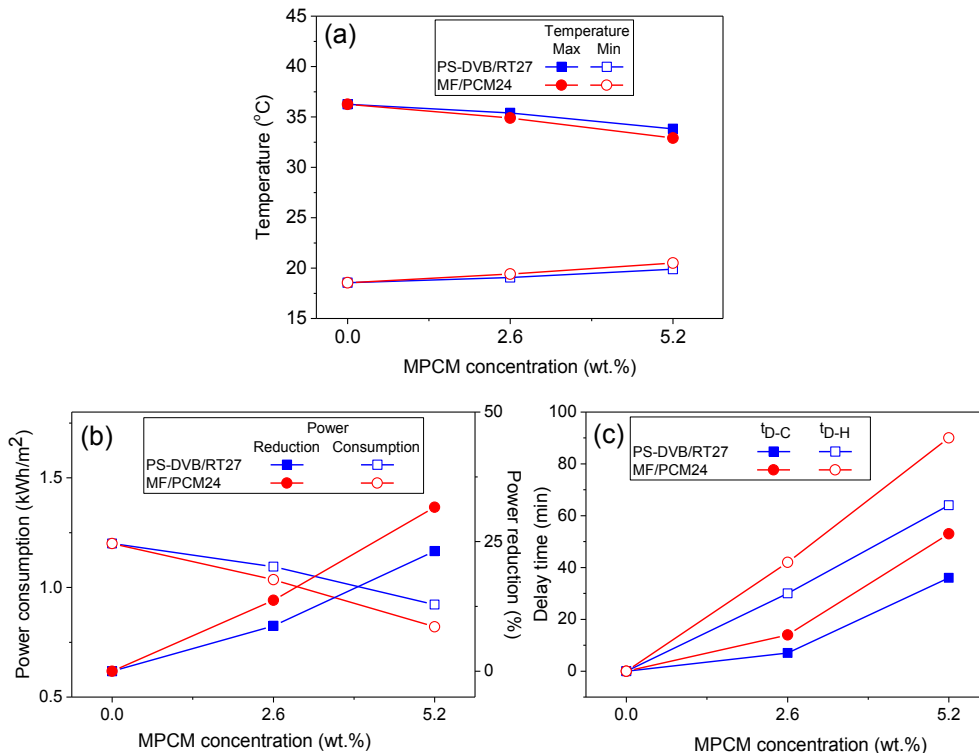 (a)
Temperature
Max Min
PS-DVB/RT27
MF/PCM24
45
40
35
30
25
20
15
Temperature (°C)
0.0 2.6 5.2
MPCM concentration (wt.%)
(b)
Power
Reduction Consumption
PS-DVB/RT27
MF/PCM24
1.5
1.0
0.5
Power consumption (kWh/m²)
50
25
0
Power reduction (%)
0.0 2.6 5.2
MPCM concentration (wt.%)
(c)
tD-C tD-H
PS-DVB/RT27
MF/PCM24
100
80
60
40
20
0
Delay time (min)
0.0 2.6 5.2
MPCM concentration (wt.%)